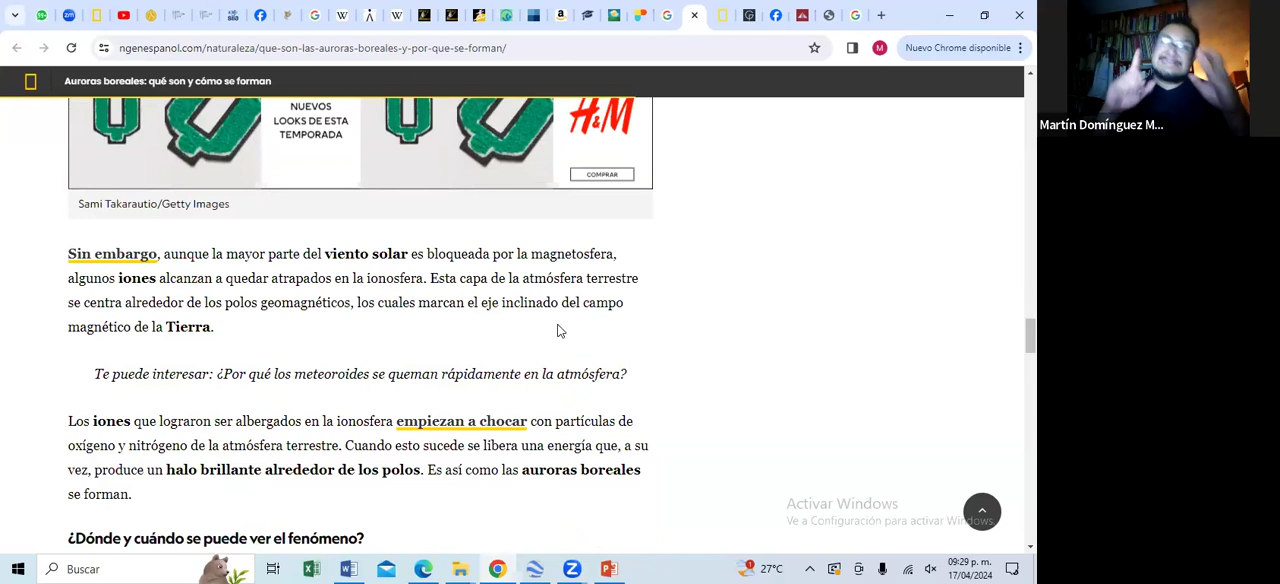 ngenespanol.com/naturaleza/que-son-las-auroras-boreales-y-por-que-se-forman/
M
Nuevo Chrome disponible
Auroras boreales: qué son y cómo se forman
NUEVOS
LOOKS DE ESTA
TEMPORADA
H&M
COMPRAR
Sami Takarautio/Getty Images
Martín Domínguez M...
Sin embargo, aunque la mayor parte del viento solar es bloqueada por la magnetosfera,
algunos iones alcanzan a quedar atrapados en la ionosfera. Esta capa de la atmósfera terrestre
se centra alrededor de los polos geomagnéticos, los cuales marcan el eje inclinado del campo
magnético de la Tierra.
Te puede interesar: ¿Por qué los meteoroides se queman rápidamente en la atmósfera?
Los iones que lograron ser albergados en la ionosfera empiezan a chocar con partículas de
oxígeno y nitrógeno de la atmósfera terrestre. Cuando esto sucede se libera una energía que, a su
vez, produce un halo brillante alrededor de los polos. Es así como las auroras boreales
se forman.
¿Dónde y cuándo se puede ver el fenómeno?
Activar Windows
Ve a Configuración para activar Windows.
Buscar
27°C
09:29 p. m.
17/04/2024